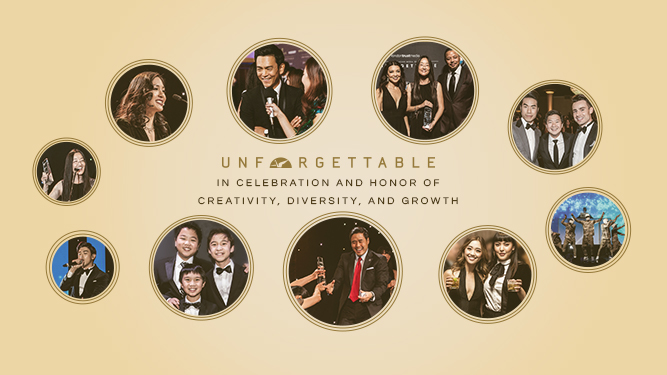 UNFORGETTABLE
IN CELEBRATION AND HONOR OF
CREATIVITY, DIVERSITY, AND GROWTH